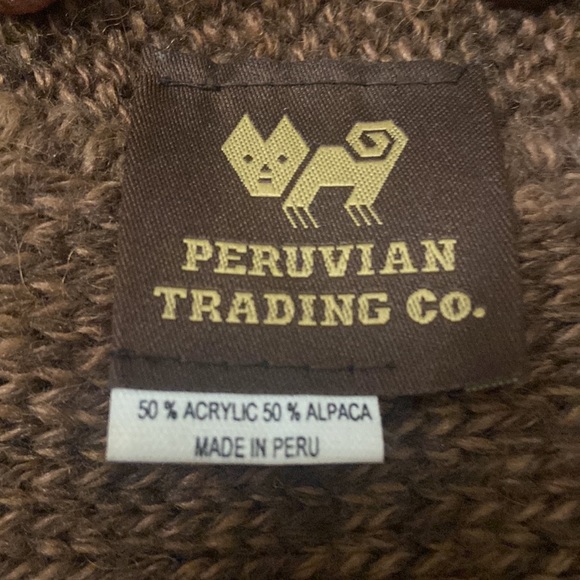 PERUVIAN
TRADING CO.
50 % ACRYLIC 50 % ALPACA
MADE IN PERU